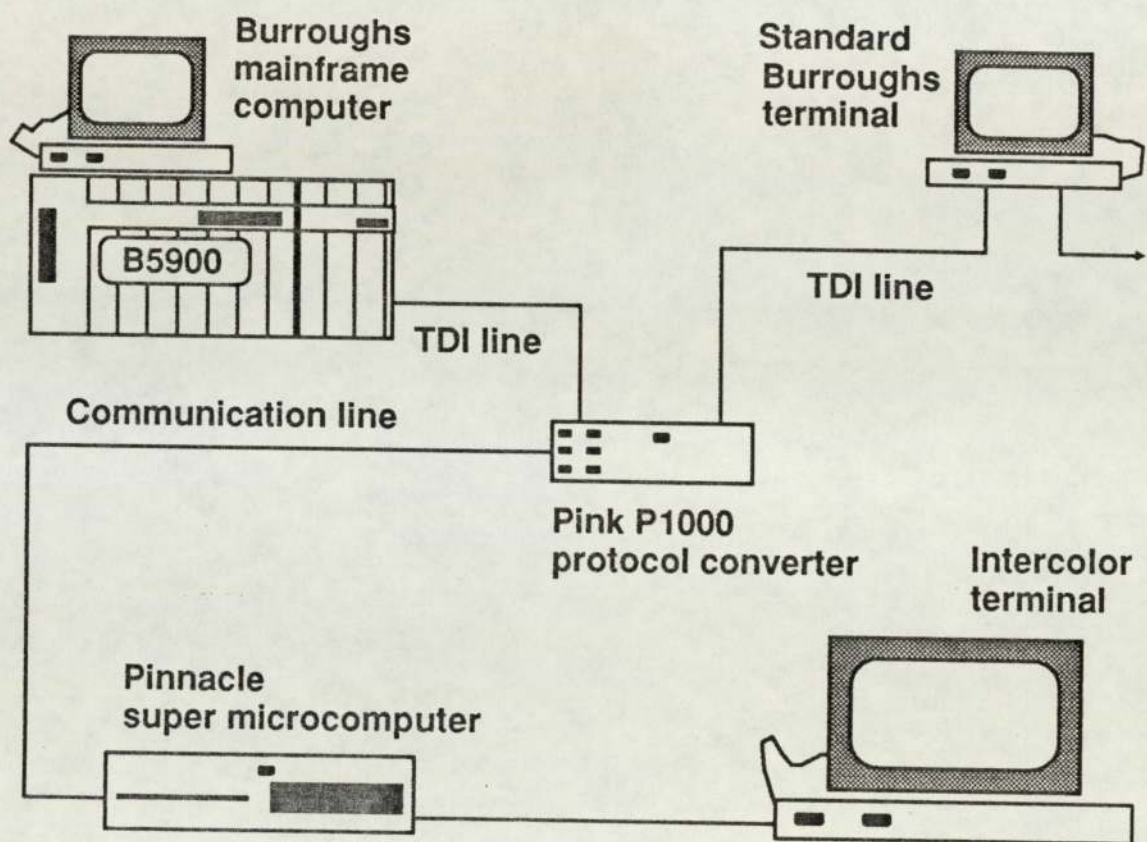 Burroughs
mainframe
computer
Standard
Burroughs
terminal
B5900
TDI line
TDI line
Communication line
Pink P1000
protocol converter
Intercolor
terminal
Pinnacle
super microcomputer